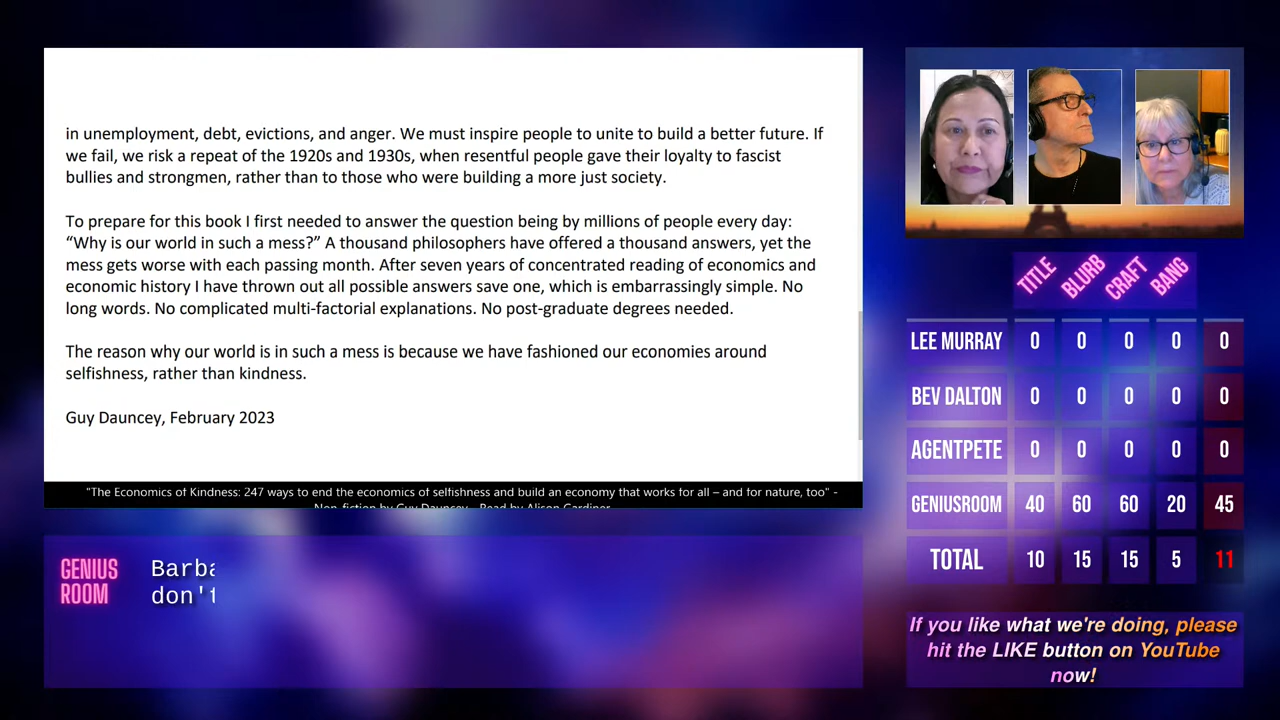 in unemployment, debt, evictions, and anger. We must inspire people to unite to build a better future. If
we fail, we risk a repeat of the 1920s and 1930s, when resentful people gave their loyalty to fascist
bullies and strongmen, rather than to those who were building a more just society.
To prepare for this book I first needed to answer the question being by millions of people every day:
“Why is our world in such a mess?” A thousand philosophers have offered a thousand answers, yet the
mess gets worse with each passing month. After seven years of concentrated reading of economics and
economic history I have thrown out all possible answers save one, which is embarrassingly simple. No
long words. No complicated multi-factorial explanations. No post-graduate degrees needed.
The reason why our world is in such a mess is because we have fashioned our economies around
selfishness, rather than kindness.
Guy Dauncey, February 2023
"The Economics of Kindness: 247 ways to end the economics of selfishness and build an economy that works for all – and for nature, too" -
Non-fiction by Guy Dauncey - Read by Alison Gardiner
GENIUS ROOM
Barba
don't
TITLE BLURB CRAFT BANG
LEE MURRAY 0 0 0 0 0
BEV DALTON 0 0 0 0 0
AGENTPETE 0 0 0 0 0
GENIUSROOM 40 60 60 20 45
TOTAL 10 15 15 5 11
If you like what we're doing, please
hit the LIKE button on YouTube
now!